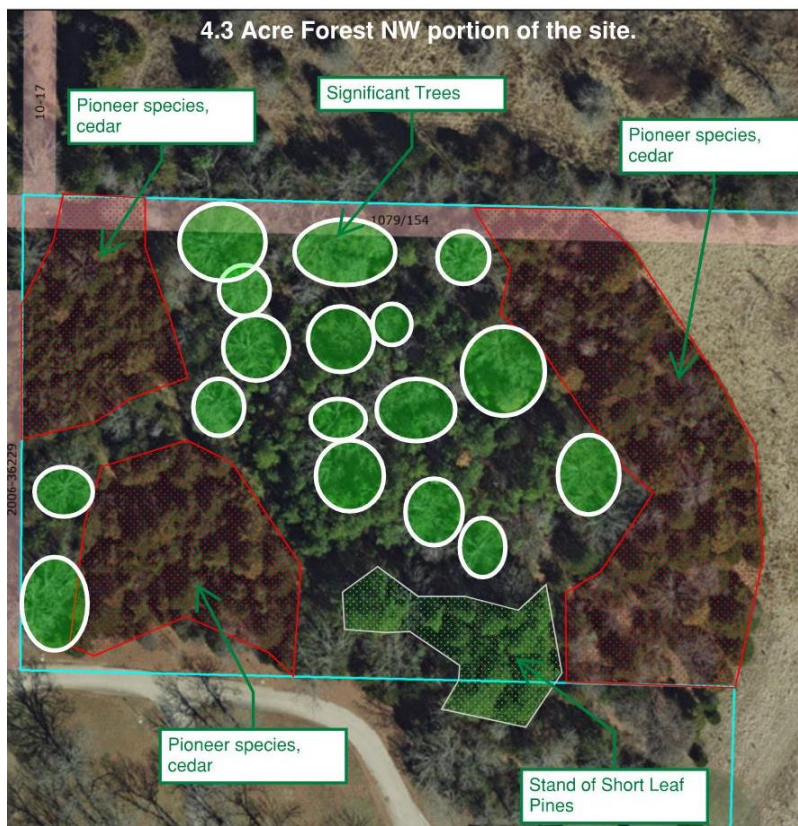 4.3 Acre Forest NW portion of the site.
10-17
Pioneer species,
cedar
Significant Trees
Pioneer species,
cedar
1079/154
2006-36229
Pioneer species,
cedar
Stand of Short Leaf
Pines